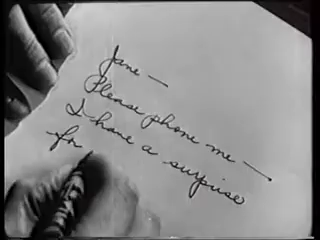 Jane —
Please phone me —
I have a surprise
for